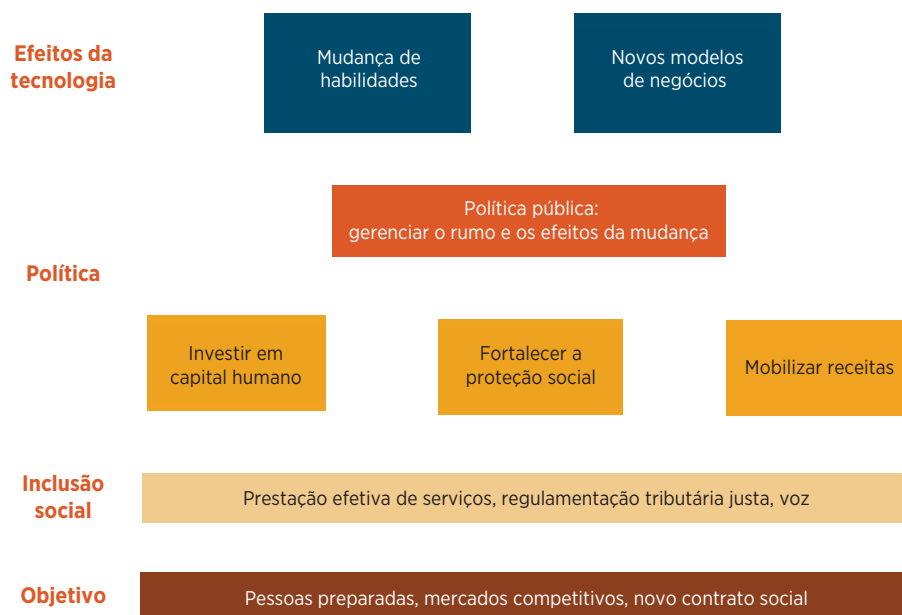 Efeitos da
tecnologia
Mudança de
habilidades
Novos modelos
de negócios
Política
Política pública:
gerenciar o rumo e os efeitos da mudança
Investir em
capital humano
Fortalecer a
proteção social
Mobilizar receitas
Inclusão
social
Prestação efetiva de serviços, regulamentação tributária justa, voz
Objetivo
Pessoas preparadas, mercados competitivos, novo contrato social